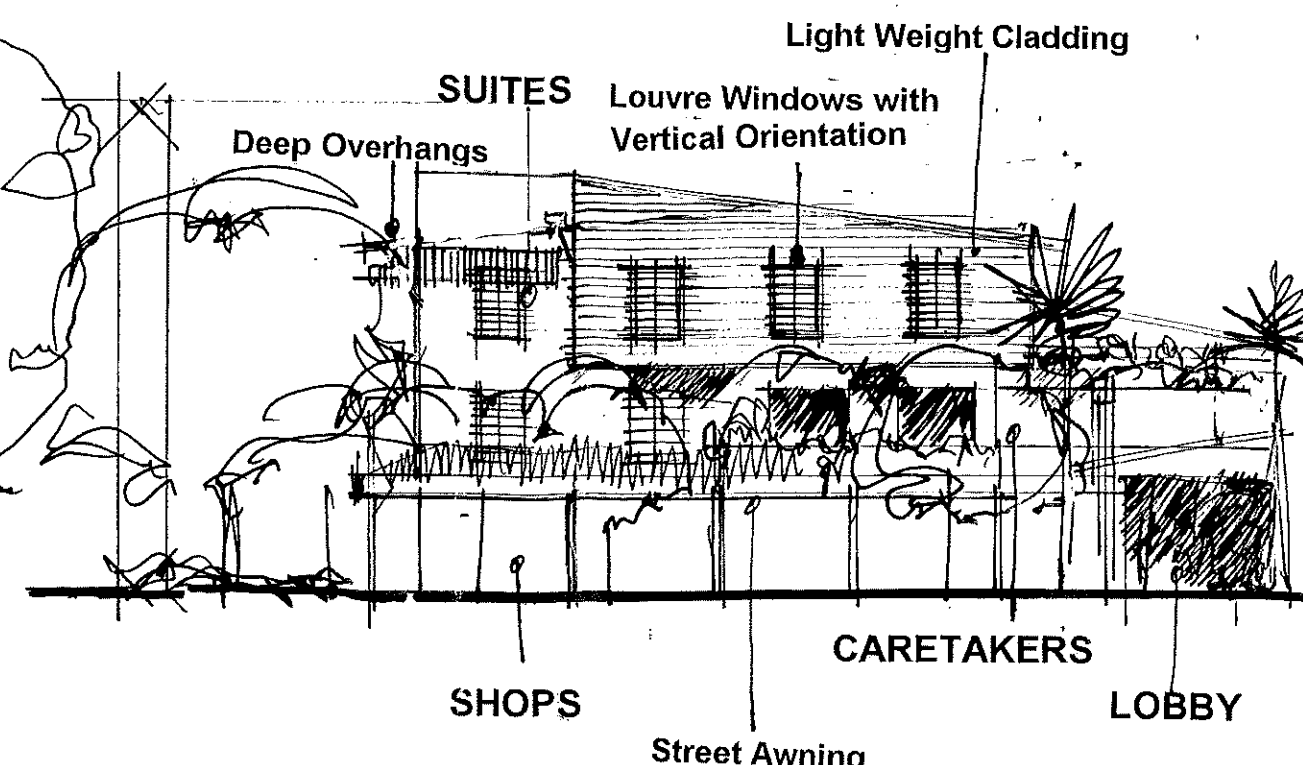 Light Weight Cladding
SUITES
Louvre Windows with
Vertical Orientation
Deep Overhangs
CARETAKERS
SHOPS
LOBBY
Street Awning